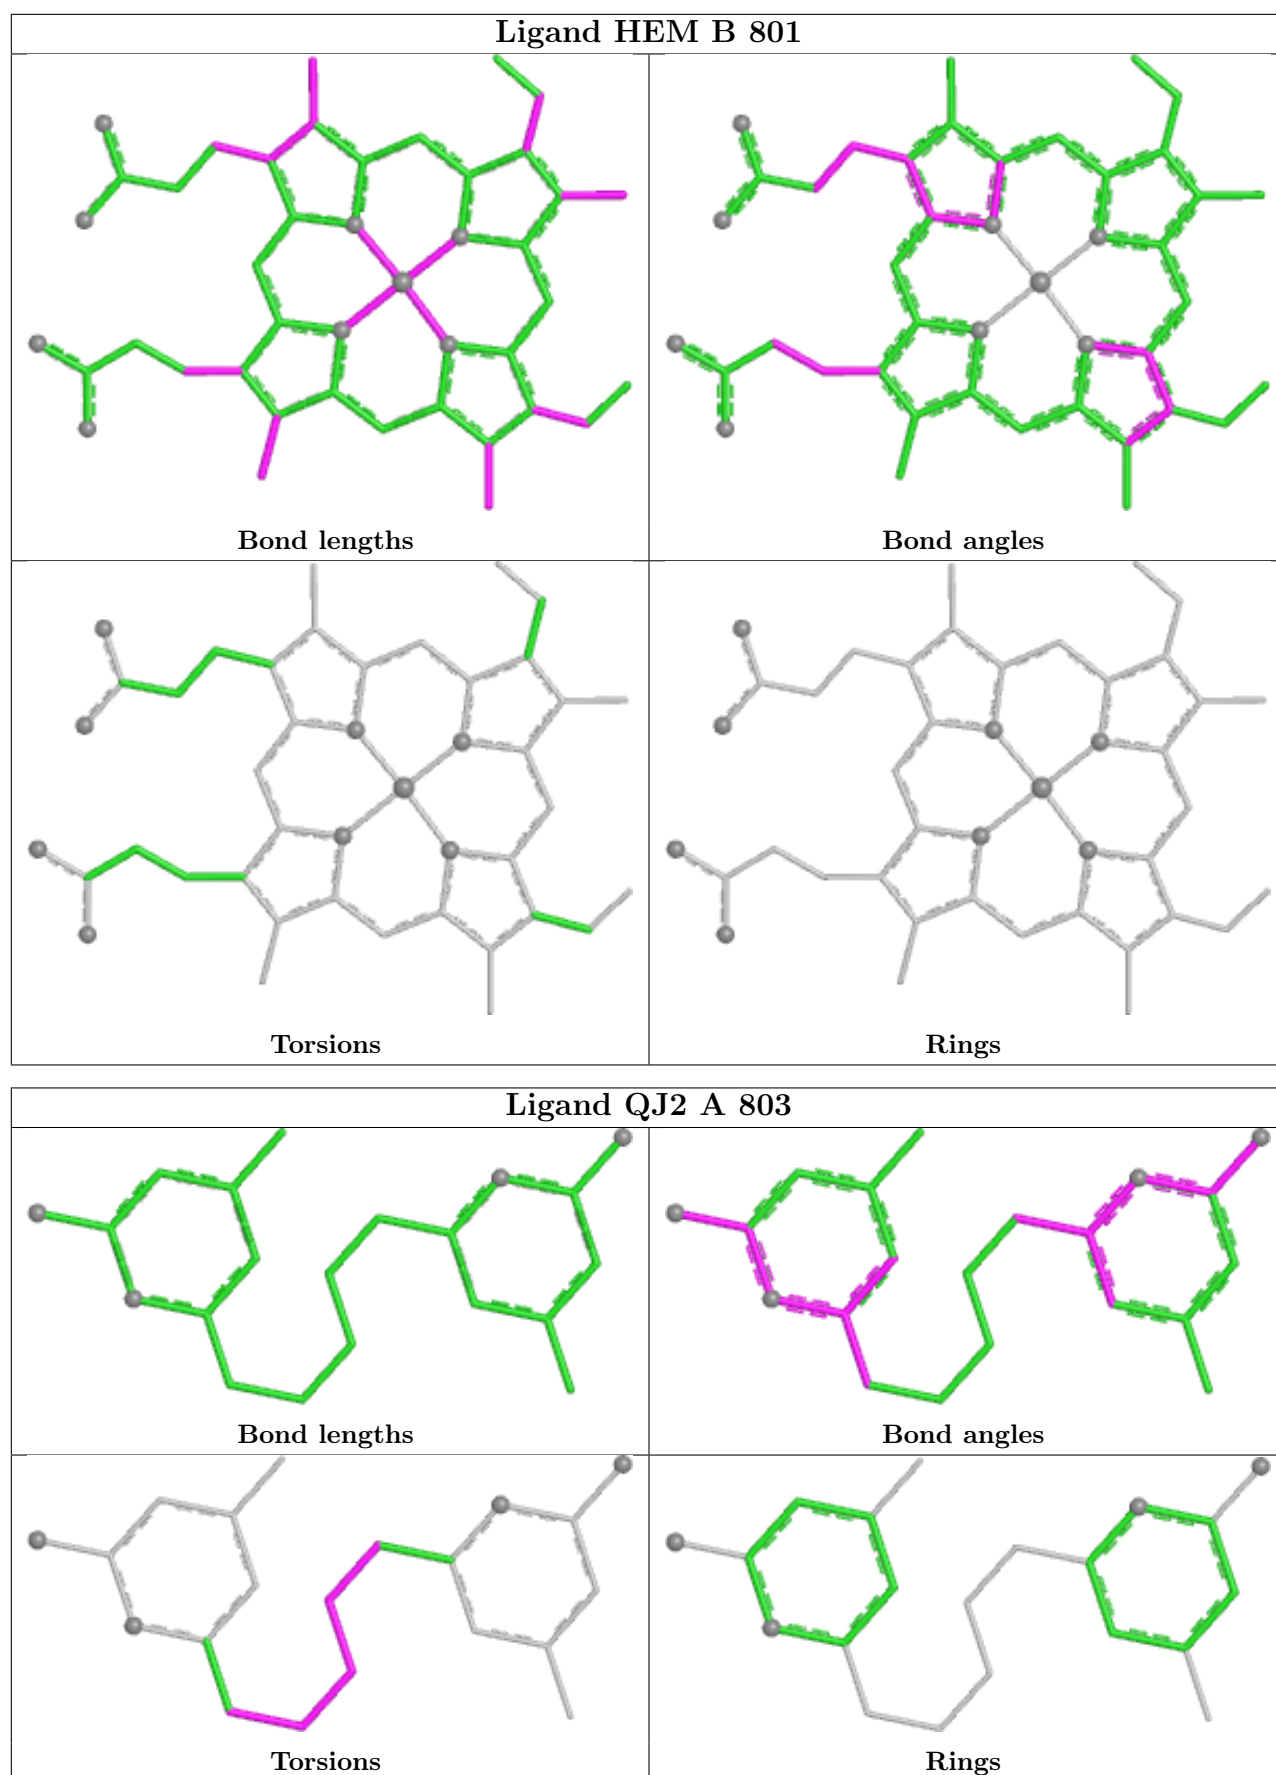 Ligand HEM B 801
Bond lengths
Bond angles
Torsions
Rings
Ligand QJ2 A 803
Bond lengths
Bond angles
Torsions
Rings